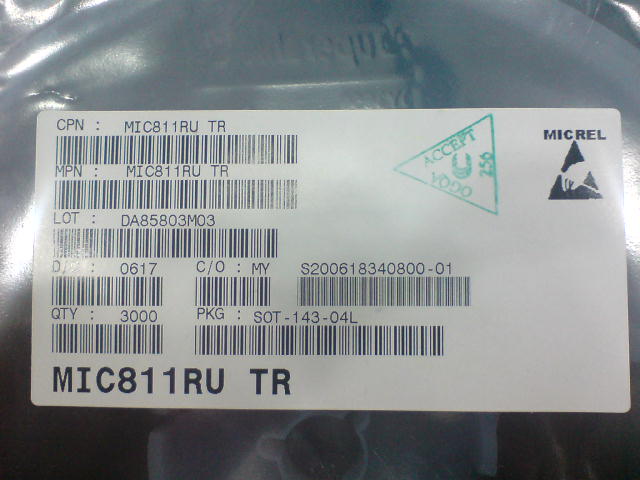 CPN : MIC811RU TR
MPN : MIC811RU TR
LOT : DA85803M03
D/C : 0617 C/O : MY S200618340800-01
QTY : 3000 PKG : SOT-143-04L
MIC811RU TR
ACCEPT
250
MICREL